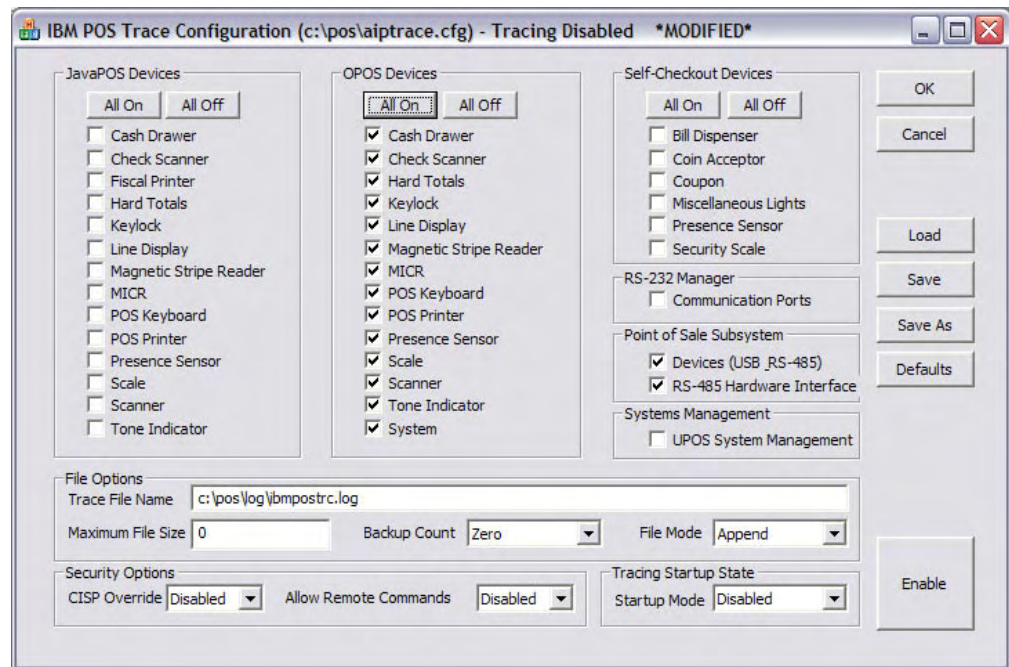 IBM POS Trace Configuration (c:\pos\aiptrace.cfg) - Tracing Disabled *MODIFIED*
JavaPOS Devices
All On All Off
Cash Drawer
Check Scanner
Fiscal Printer
Hard Totals
Keylock
Line Display
Magnetic Stripe Reader
MICR
POS Keyboard
POS Printer
Presence Sensor
Scale
Scanner
Tone Indicator
OPOS Devices
All On All Off
Cash Drawer
Check Scanner
Hard Totals
Keylock
Line Display
Magnetic Stripe Reader
MICR
POS Keyboard
POS Printer
Presence Sensor
Scale
Scanner
Tone Indicator
System
Self-Checkout Devices
All On All Off
Bill Dispenser
Coin Acceptor
Coupon
Miscellaneous Lights
Presence Sensor
Security Scale
RS-232 Manager
Communication Ports
Point of Sale Subsystem
Devices (USB_RS-485)
RS-485 Hardware Interface
Systems Management
UPOS System Management
OK
Cancel
Load
Save
Save As
Defaults
File Options
Trace File Name c:\pos\log\ibmpostrc.log
Maximum File Size 0 Backup Count Zero File Mode Append
Security Options
CISP Override Disabled Allow Remote Commands Disabled
Tracing Startup State
Startup Mode Disabled
Enable